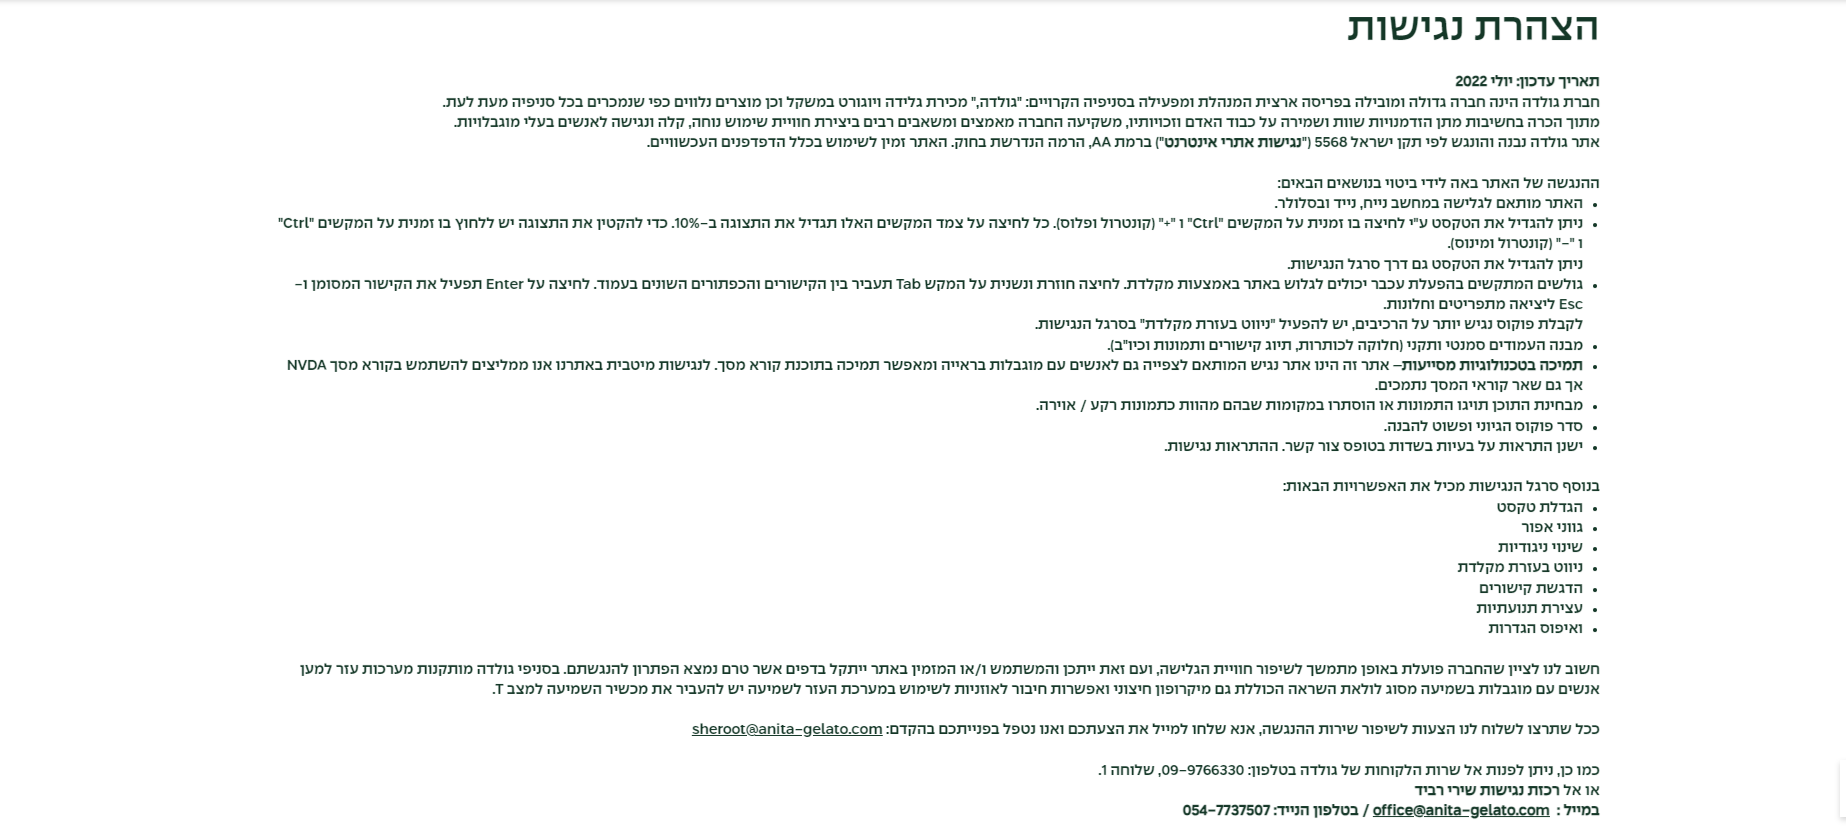 הצהרת נגישות
תאריך עדכון: יולי 2022
חברת גולדה הינה חברה גדולה ומובילה בפריסה ארצית המנהלת ומפעילה בסניפיה הקרויים: "גולדה," מכירת גלידה ויוגורט במשקל וכן מוצרים נלווים כפי שנמכרים בכל סניפיה מעת לעת.
מתוך הכרה בחשיבות מתן הזדמנויות שוות ושמירה על כבוד האדם וזכויותיו, משקיעה החברה מאמצים ומשאבים רבים ביצירת חוויית שימוש נוחה, קלה ונגישה לאנשים בעלי מוגבלויות.
אתר גולדה נבנה והונגש לפי תקן ישראל 5568 ("נגישות אתרי אינטרנט") ברמת AA, הרמה הנדרשת בחוק. האתר זמין לשימוש בכלל הדפדפנים העכשוויים.
ההנגשה של האתר באה לידי ביטוי בנושאים הבאים:
• האתר מותאם לגלישה במחשב נייח, נייד ובסלולר.
• ניתן להגדיל את הטקסט ע"י לחיצה בו זמנית על המקשים "Ctrl" ו "+" (קונטרול ופלוס). כל לחיצה על צמד המקשים האלו תגדיל את התצוגה ב-10%. כדי להקטין את התצוגה יש ללחוץ בו זמנית על המקשים "Ctrl"
ו "-" (קונטרול ומינוס).
ניתן להגדיל את הטקסט גם דרך סרגל הנגישות.
• גולשים המתקשים בהפעלת עכבר יכולים לגלוש באתר באמצעות מקלדת. לחיצה חוזרת ונשנית על המקש Tab תעביר בין הקישורים והכפתורים השונים בעמוד. לחיצה על Enter תפעיל את הקישור המסומן ו-
Esc ליציאה מתפריטים וחלונות.
לקבלת פוקוס נגיש יותר על הרכיבים, יש להפעיל "ניווט בעזרת מקלדת" בסרגל הנגישות.
• מבנה העמודים סמנטי ותקני (חלוקה לכותרות, תיוג קישורים ותמונות וכיו"ב).
• תמיכה בטכנולוגיות מסייעות– אתר זה הינו אתר נגיש המותאם לצפייה גם לאנשים עם מוגבלות בראייה ומאפשר תמיכה בתוכנת קורא מסך. לנגישות מיטבית באתרנו אנו ממליצים להשתמש בקורא מסך NVDA
אך גם שאר קוראי המסך נתמכים.
• מבחינת התוכן תויגו התמונות או הוסתרו במקומות שבהם מהוות כתמונות רקע / אוירה.
• סדר פוקוס הגיוני ופשוט להבנה.
• ישנן התראות על בעיות בשדות בטופס צור קשר. ההתראות נגישות.
בנוסף סרגל הנגישות מכיל את האפשרויות הבאות:
• הגדלת טקסט
• גווני אפור
• שינוי ניגודיות
• ניווט בעזרת מקלדת
• הדגשת קישורים
• עצירת תנועתיות
• ואיפוס הגדרות
חשוב לנו לציין שהחברה פועלת באופן מתמשך לשיפור חוויית הגלישה, ועם זאת ייתכן והמשתמש ו/או המזמין באתר ייתקל בדפים אשר טרם נמצא הפתרון להנגשתם. בסניפי גולדה מותקנות מערכות עזר למען
אנשים עם מוגבלות בשמיעה מסוג לולאת השראה הכוללת גם מיקרופון חיצוני ואפשרות חיבור לאוזניות לשימוש במערכת העזר לשמיעה יש להעביר את מכשיר השמיעה למצב T.
ככל שתרצו לשלוח לנו הצעות לשיפור שירות ההנגשה, אנא שלחו למייל את הצעתכם ואנו נטפל בפנייתכם בהקדם: sheroot@anita-gelato.com
כמו כן, ניתן לפנות אל שרות הלקוחות של גולדה בטלפון: 09-9766330, שלוחה 1.
או אל רכזת נגישות שירי רביד
במייל : office@anita-gelato.com / בטלפון הנייד: 054-7737507